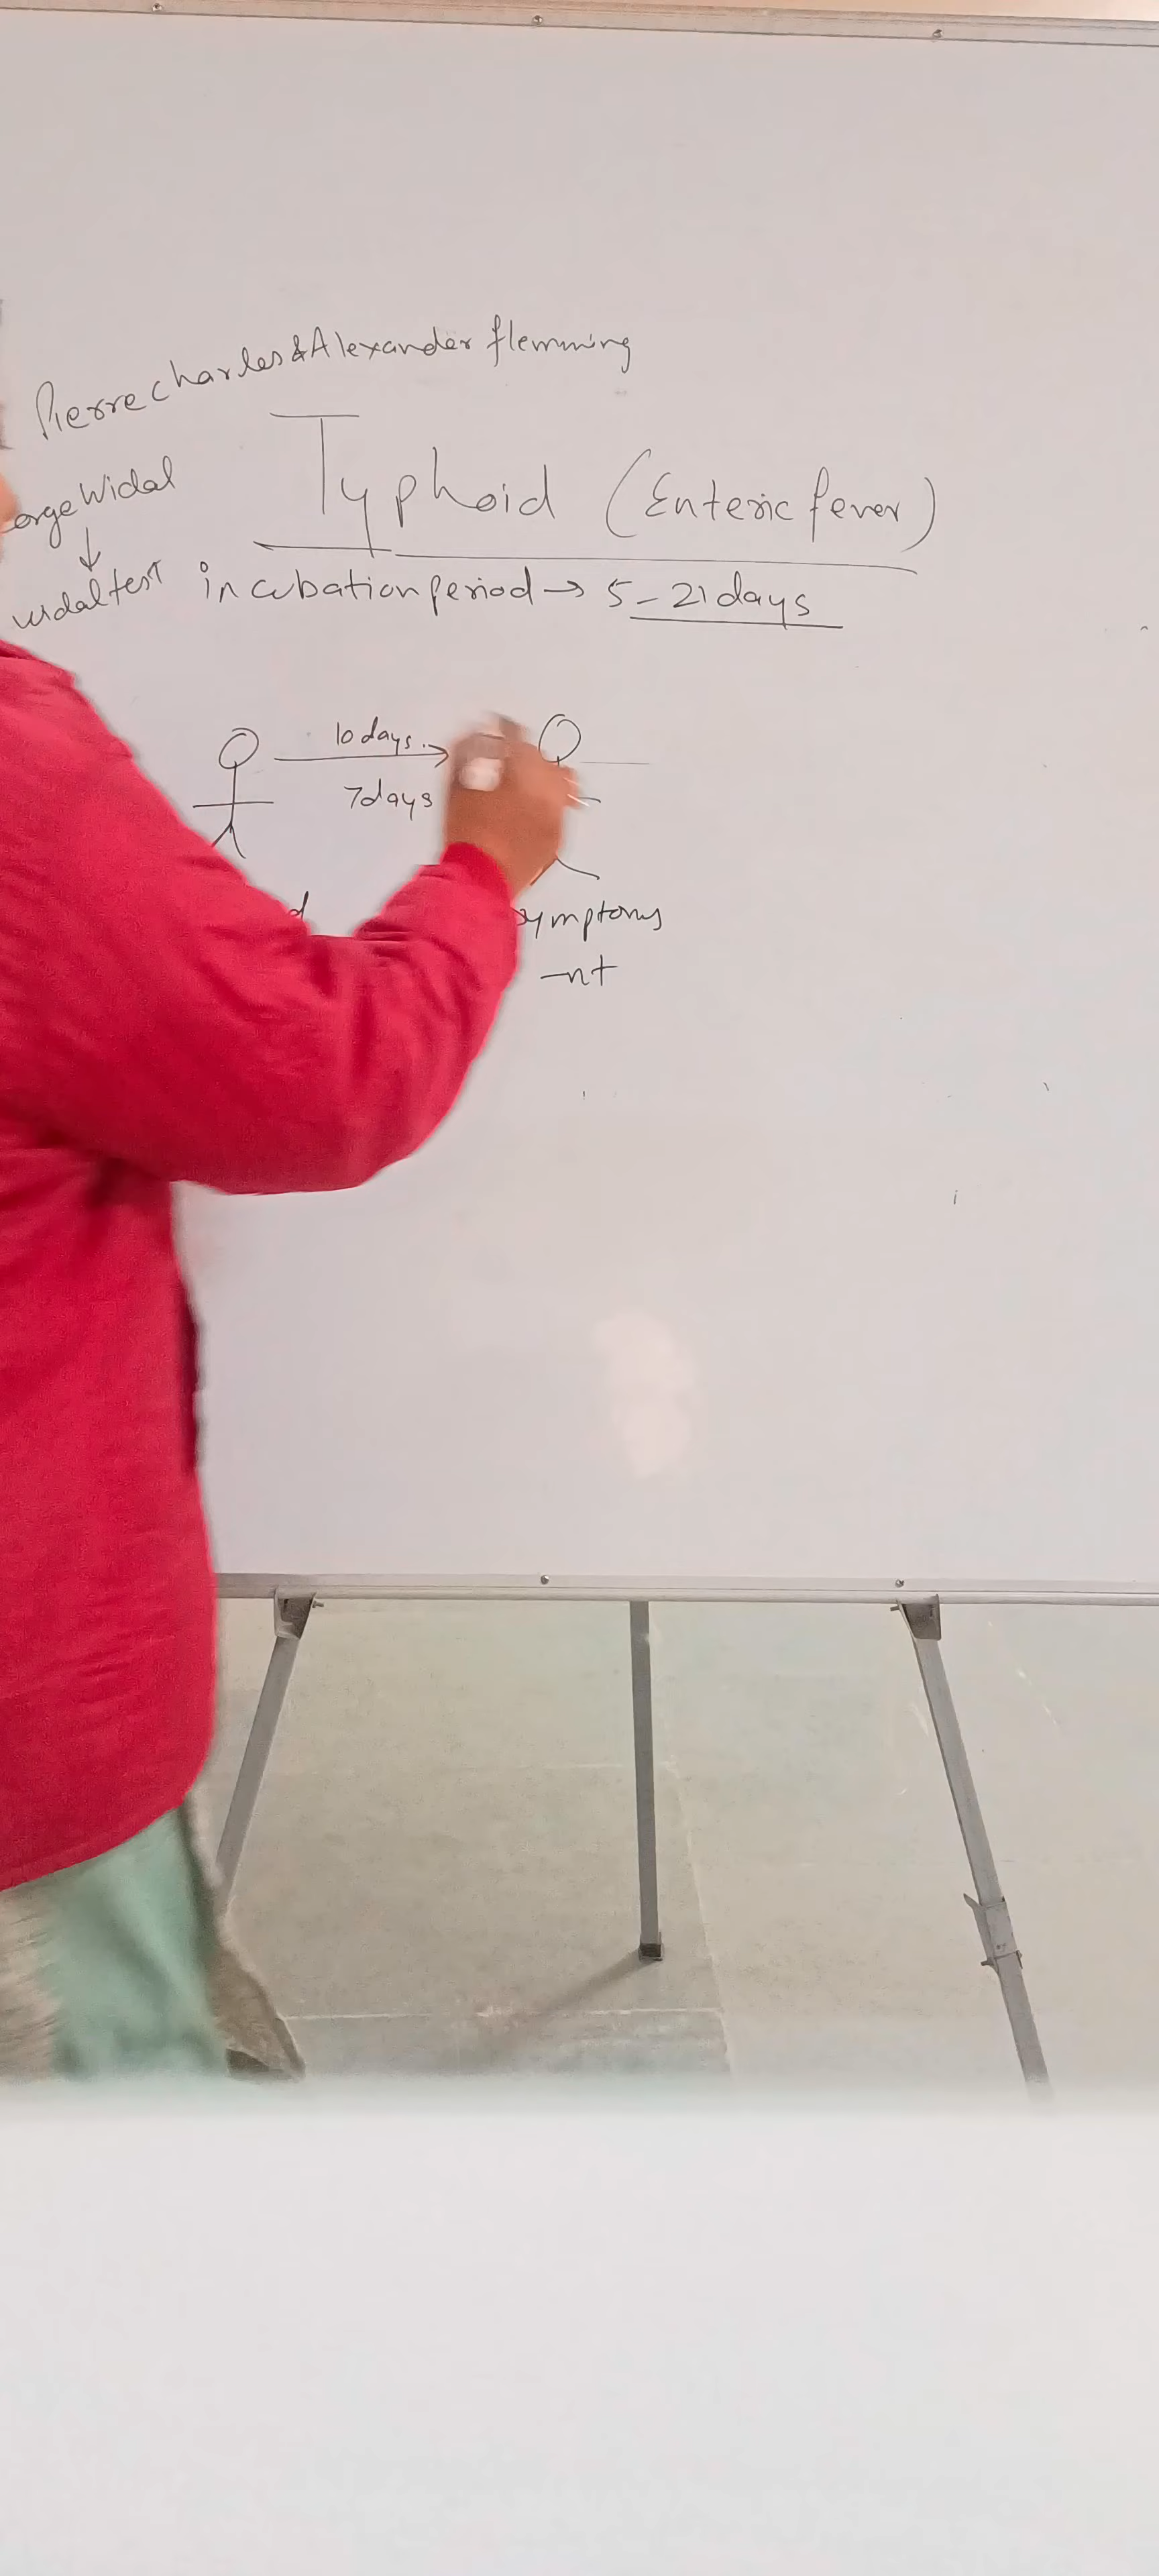 Pierre charles & Alexander flemming
Widal
Typhoid (Enteric fever)
widal test
incubation period → 5-21 days
10 days
7 days
symptoms
-nt